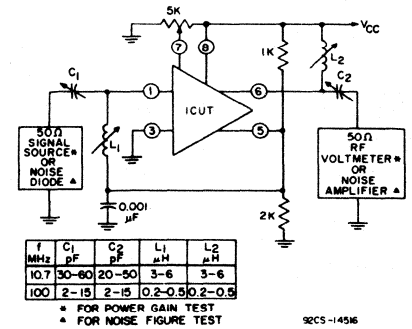 5K
VCC
7
8
1K
L2
C1
C2
1
6
ICUT
3
5
L1
50Ω
SIGNAL
SOURCE*
OR
NOISE
DIODE ▲
50Ω
RF
VOLTMETER*
OR
NOISE
AMPLIFIER ▲
0.001
μF
2K
f MHz C1 pF C2 pF L1 μH L2 μH
10.7 30-60 20-50 3-6 3-6
100 2-15 2-15 0.2-0.5 0.2-0.5
* FOR POWER GAIN TEST
▲ FOR NOISE FIGURE TEST
92CS-14516